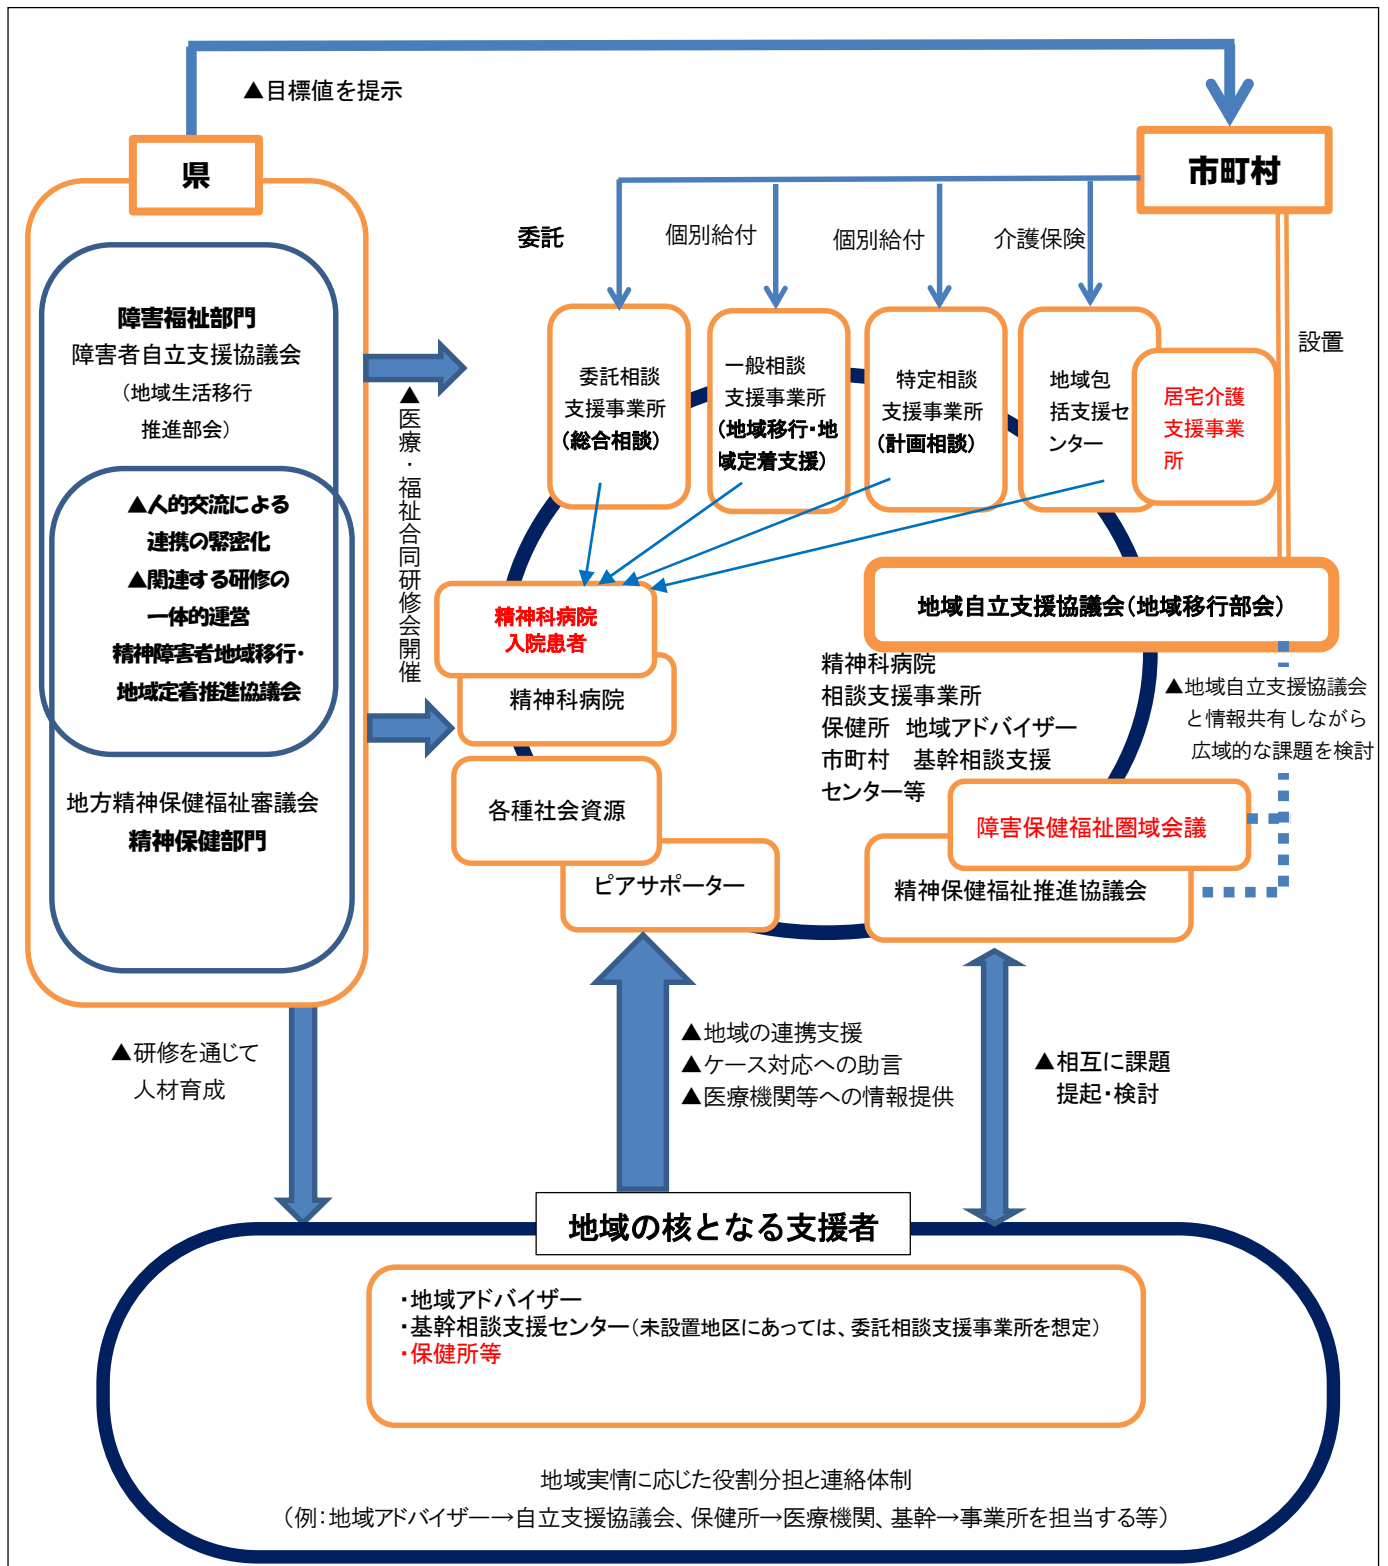 ▲目標値を提示
県
市町村
委託
個別給付
個別給付
介護保険
設置
障害福祉部門
障害者自立支援協議会
（地域生活移行
推進部会）
▲人的交流による
連携の緊密化
▲関連する研修の
一体的運営
精神障害者地域移行・
地域定着推進協議会
地方精神保健福祉審議会
精神保健部門
▲医療・福祉合同研修会開催
委託相談
支援事業所
（総合相談）
一般相談
支援事業所
（地域移行・地
域定着支援）
特定相談
支援事業所
（計画相談）
地域包
括支援セ
ンター
居宅介護
支援事業
所
精神科病院
入院患者
精神科病院
各種社会資源
ピアサポーター
地域自立支援協議会（地域移行部会）
精神科病院
相談支援事業所
保健所　地域アドバイザー
市町村　基幹相談支援
センター等
▲地域自立支援協議会
と情報共有しながら
広域的な課題を検討
障害保健福祉圏域会議
精神保健福祉推進協議会
▲研修を通じて
人材育成
▲地域の連携支援
▲ケース対応への助言
▲医療機関等への情報提供
▲相互に課題
提起・検討
地域の核となる支援者
・地域アドバイザー
・基幹相談支援センター（未設置地区にあっては、委託相談支援事業所を想定）
・保健所等
地域実情に応じた役割分担と連絡体制
（例：地域アドバイザー→自立支援協議会、保健所→医療機関、基幹→事業所を担当する等）